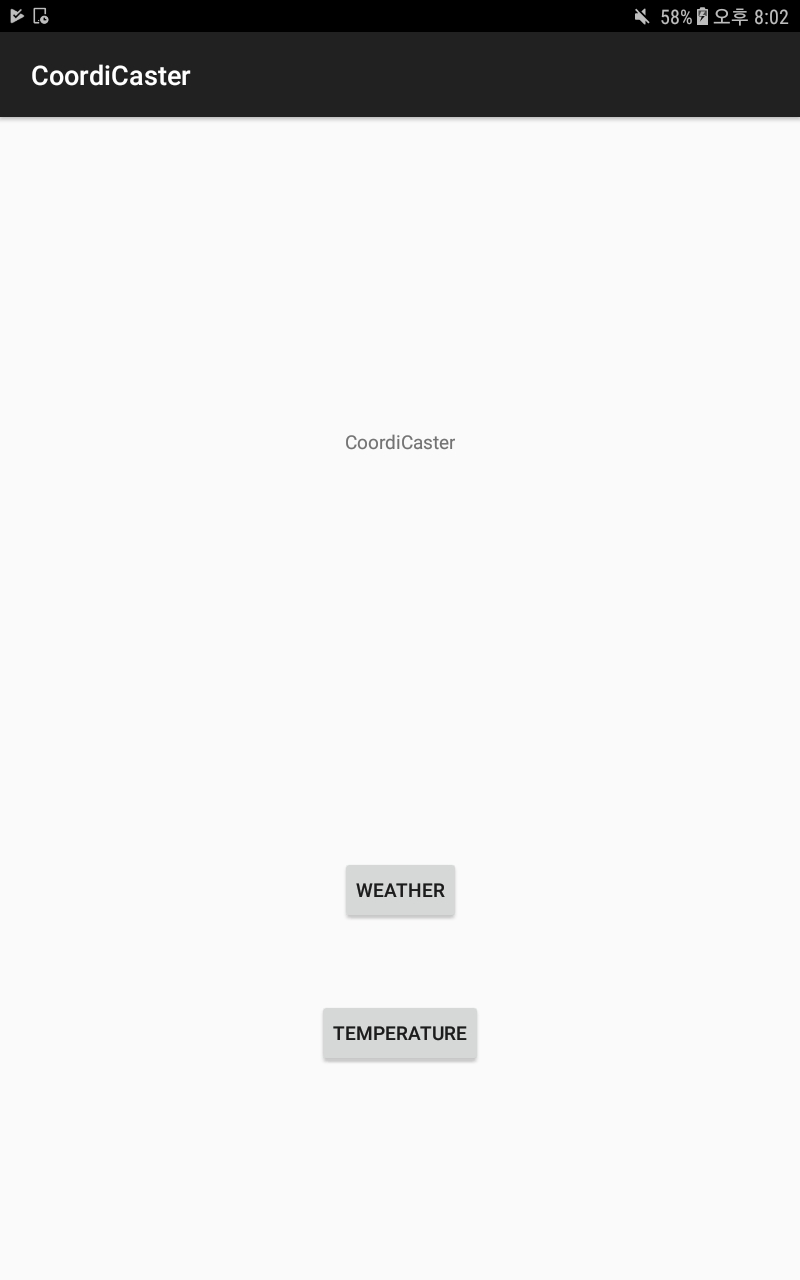 58% 오후 8:02
CoordiCaster
CoordiCaster
WEATHER
TEMPERATURE